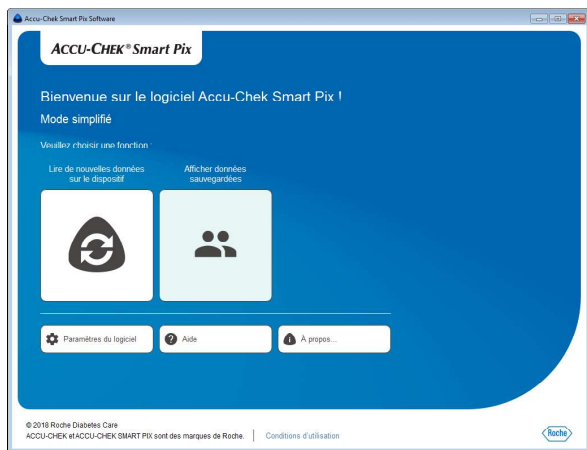 Accu-Chek Smart Pix Software
ACCU-CHEK® Smart Pix
Bienvenue sur le logiciel Accu-Chek Smart Pix !
Mode simplifié
Veuillez choisir une fonction :
Lire de nouvelles données
sur le dispositif
Afficher données
sauvegardées
Paramètres du logiciel
Aide
À propos...
© 2018 Roche Diabetes Care
ACCU-CHEK et ACCU-CHEK SMART PIX sont des marques de Roche.
Conditions d'utilisation
Roche